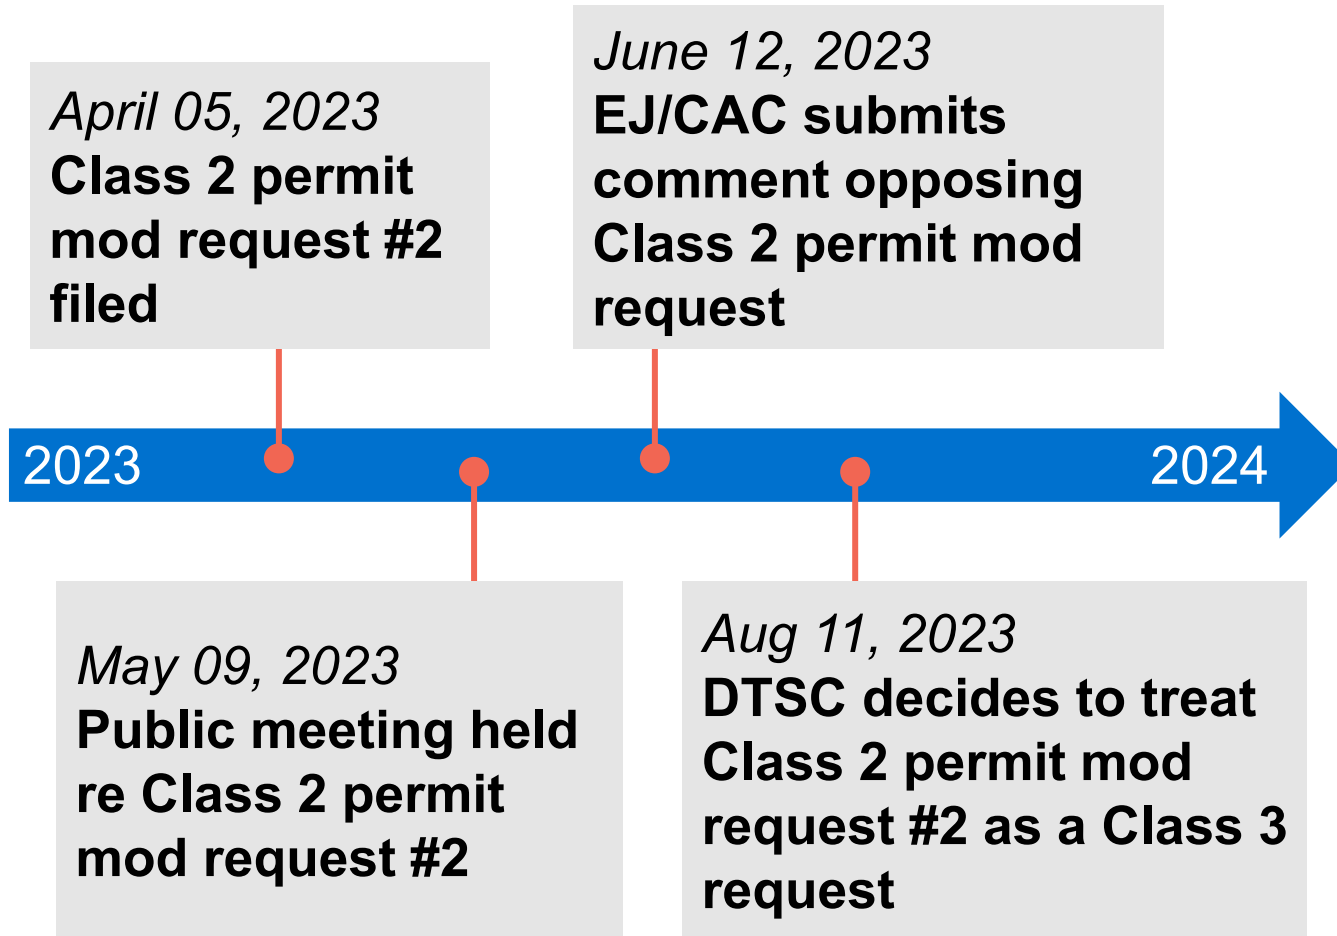 April 05, 2023
Class 2 permit
mod request #2
filed
June 12, 2023
EJ/CAC submits
comment opposing
Class 2 permit mod
request
2023
2024
May 09, 2023
Public meeting held
re Class 2 permit
mod request #2
Aug 11, 2023
DTSC decides to treat
Class 2 permit mod
request #2 as a Class 3
request